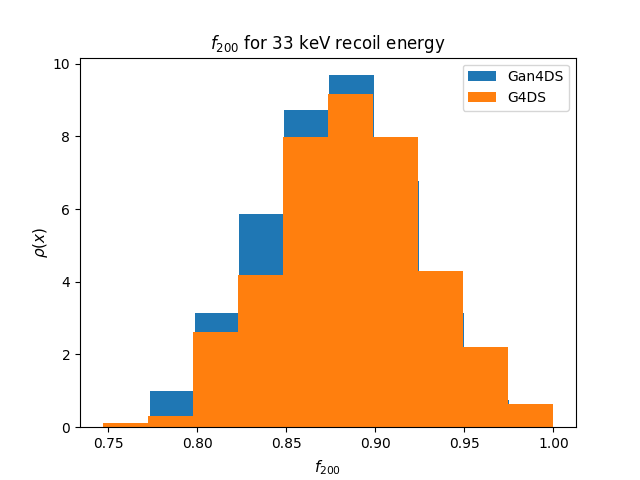 f₂₀₀ for 33 keV recoil energy
Gan4DS
G4DS
ρ(x)
10
8
6
4
2
0
0.75 0.80 0.85 0.90 0.95 1.00
f₂₀₀